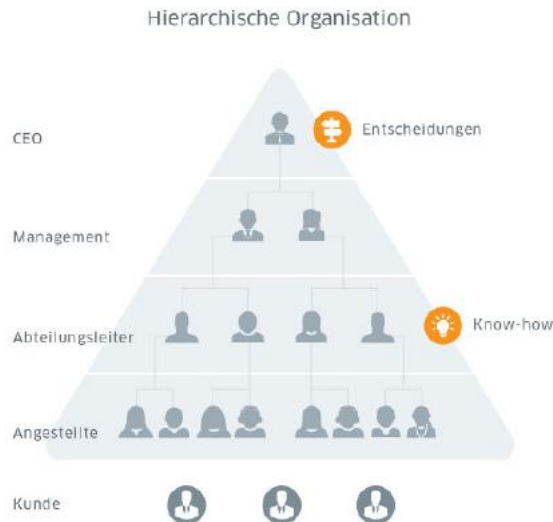 Hierarchische Organisation
CEO
Entscheidungen
Management
Abteilungsleiter
Know-how
Angestellte
Kunde